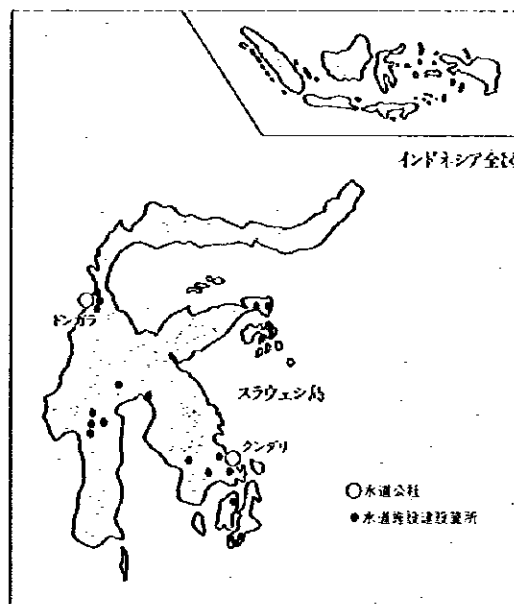 インドネシア全図
ドンガラ
スラウェシ島
クンダリ
○水道公社
●水道施設建設箇所